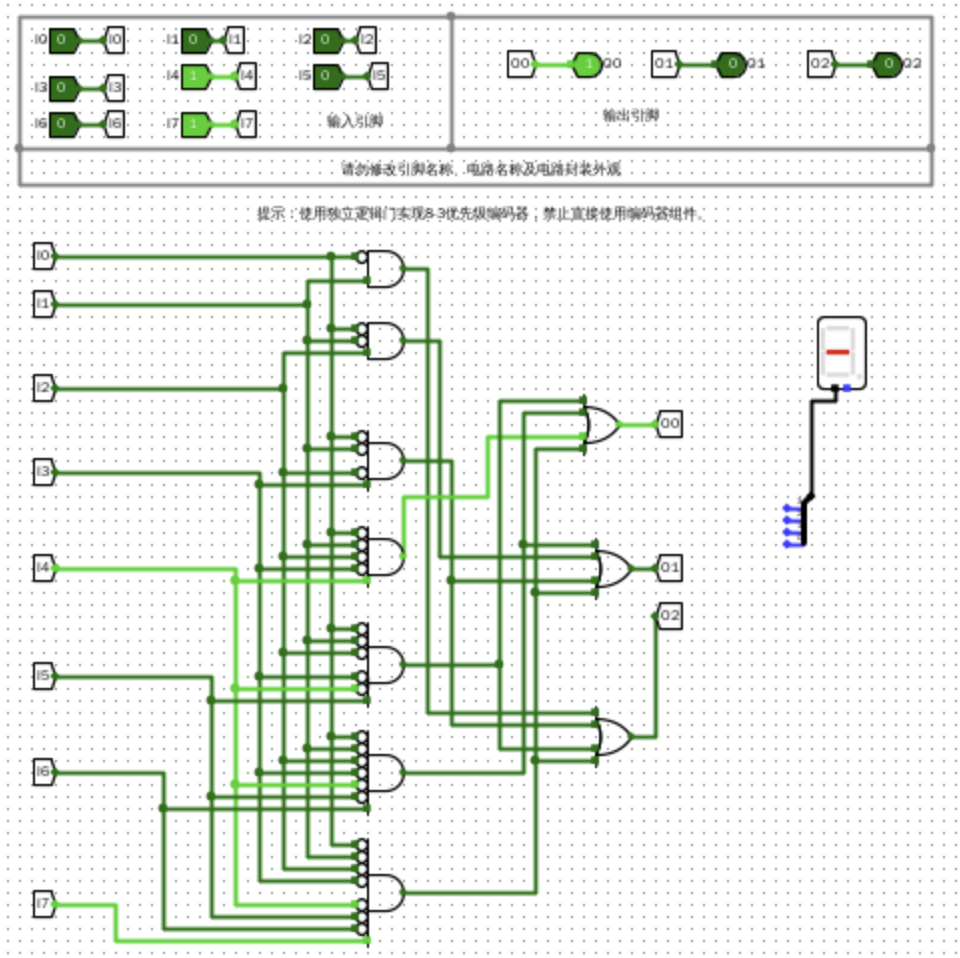 I0 0 I0 I1 0 I1 I2 0 I2
O0 1 O0 O1 0 O1 O2 0 O2
I3 0 I3 I4 1 I4 I5 0 I5
I6 0 I6 I7 1 I7 输入引脚
输出引脚
请勿修改引脚名称、电路名称及电路封装外观
提示:使用独立逻辑门实现8-3优先级编码器,禁止直接使用编码器组件。
I0
I1
I2
O0
I3
I4
O1
O2
I5
I6
I7